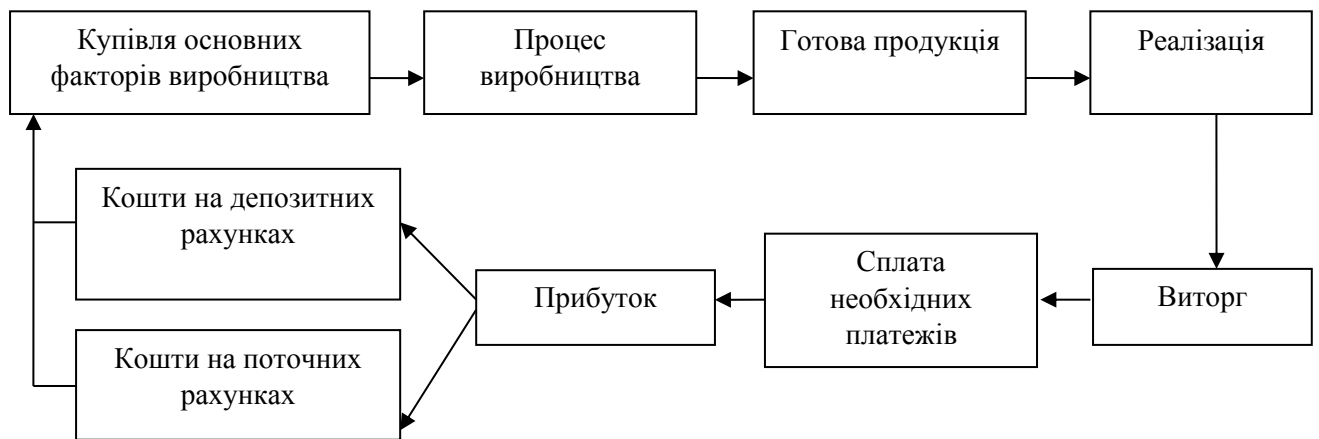 Купівля основних
факторів виробництва
Процес
виробництва
Готова продукція
Реалізація
Кошти на депозитних
рахунках
Прибуток
Сплата
необхідних
платежів
Виторг
Кошти на поточних
рахунках